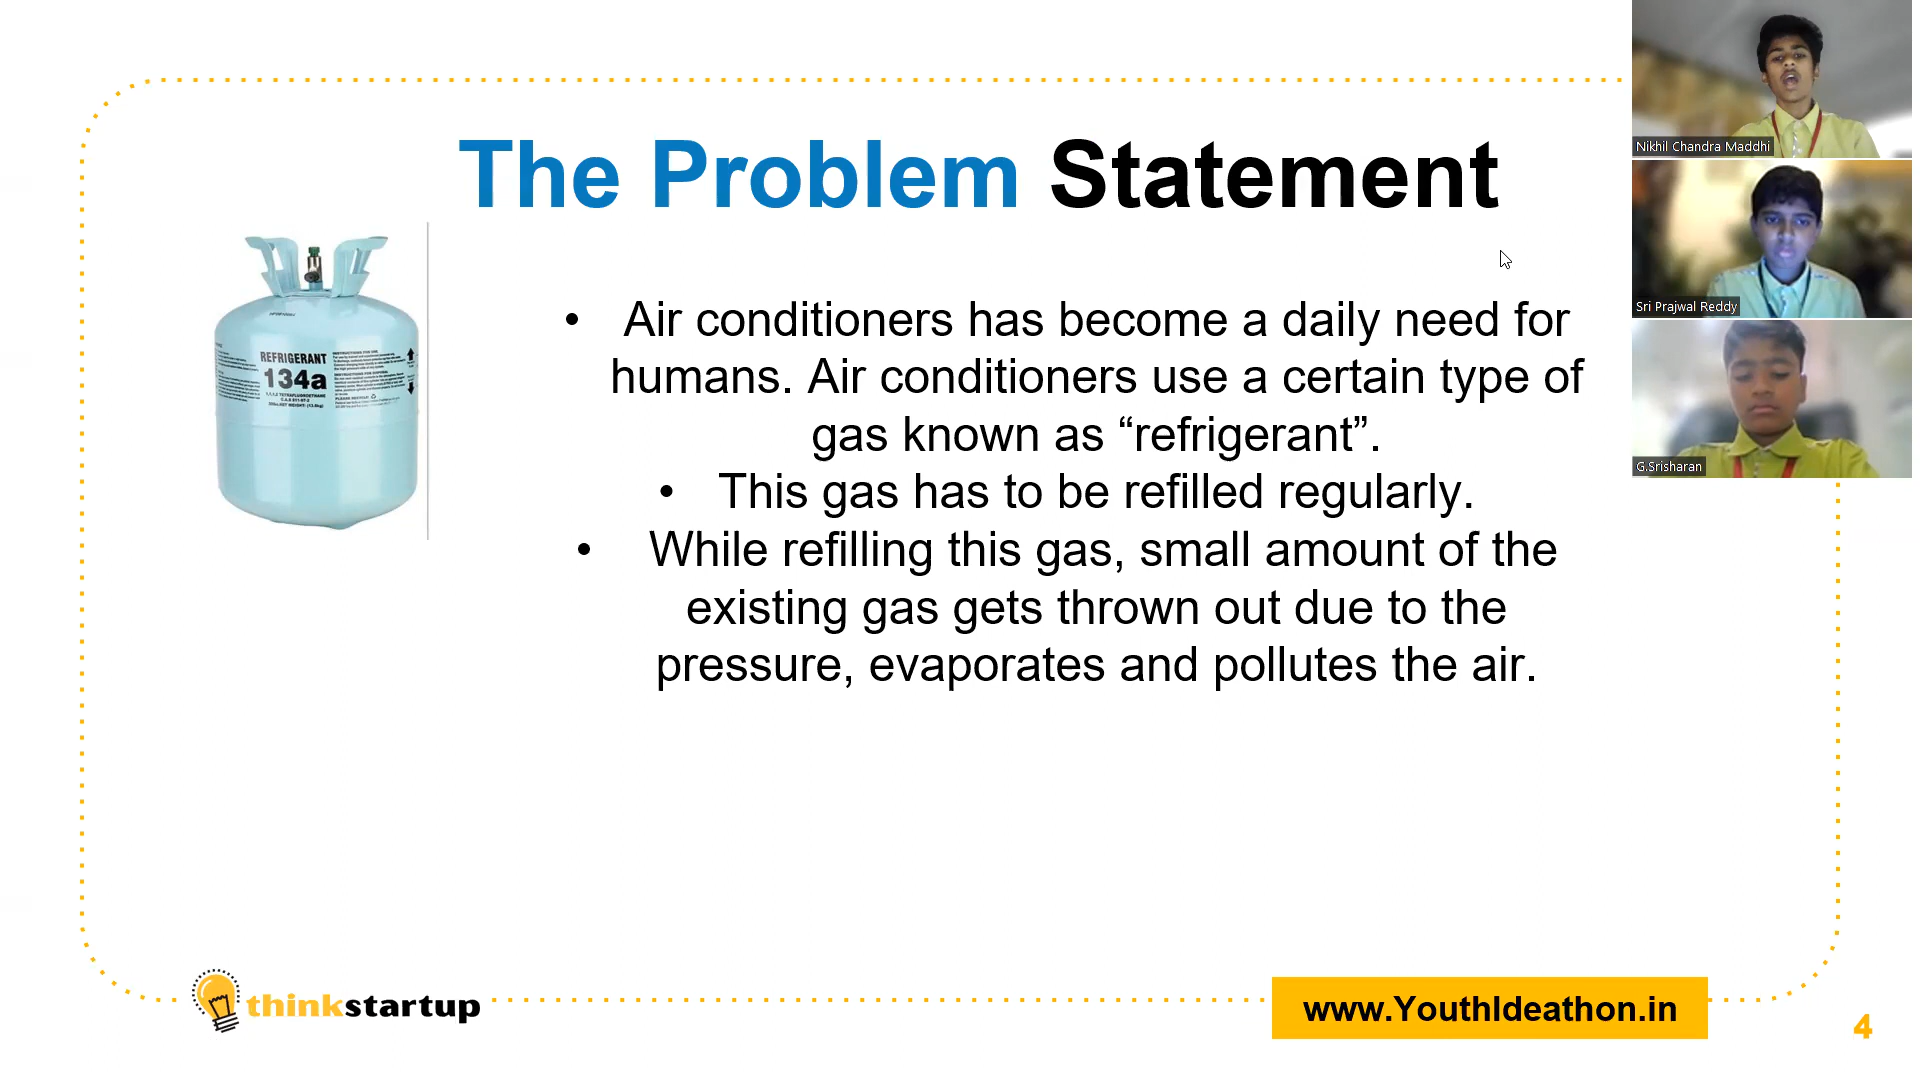 The Problem Statement
Nikhil Chandra Maddhi
Sri Prajwal Reddy
G.Srisharan
REFRIGERANT
134a
• Air conditioners has become a daily need for
humans. Air conditioners use a certain type of
gas known as “refrigerant”.
• This gas has to be refilled regularly.
• While refilling this gas, small amount of the
existing gas gets thrown out due to the
pressure, evaporates and pollutes the air.
thinkstartup
www.YouthIdeathon.in
4